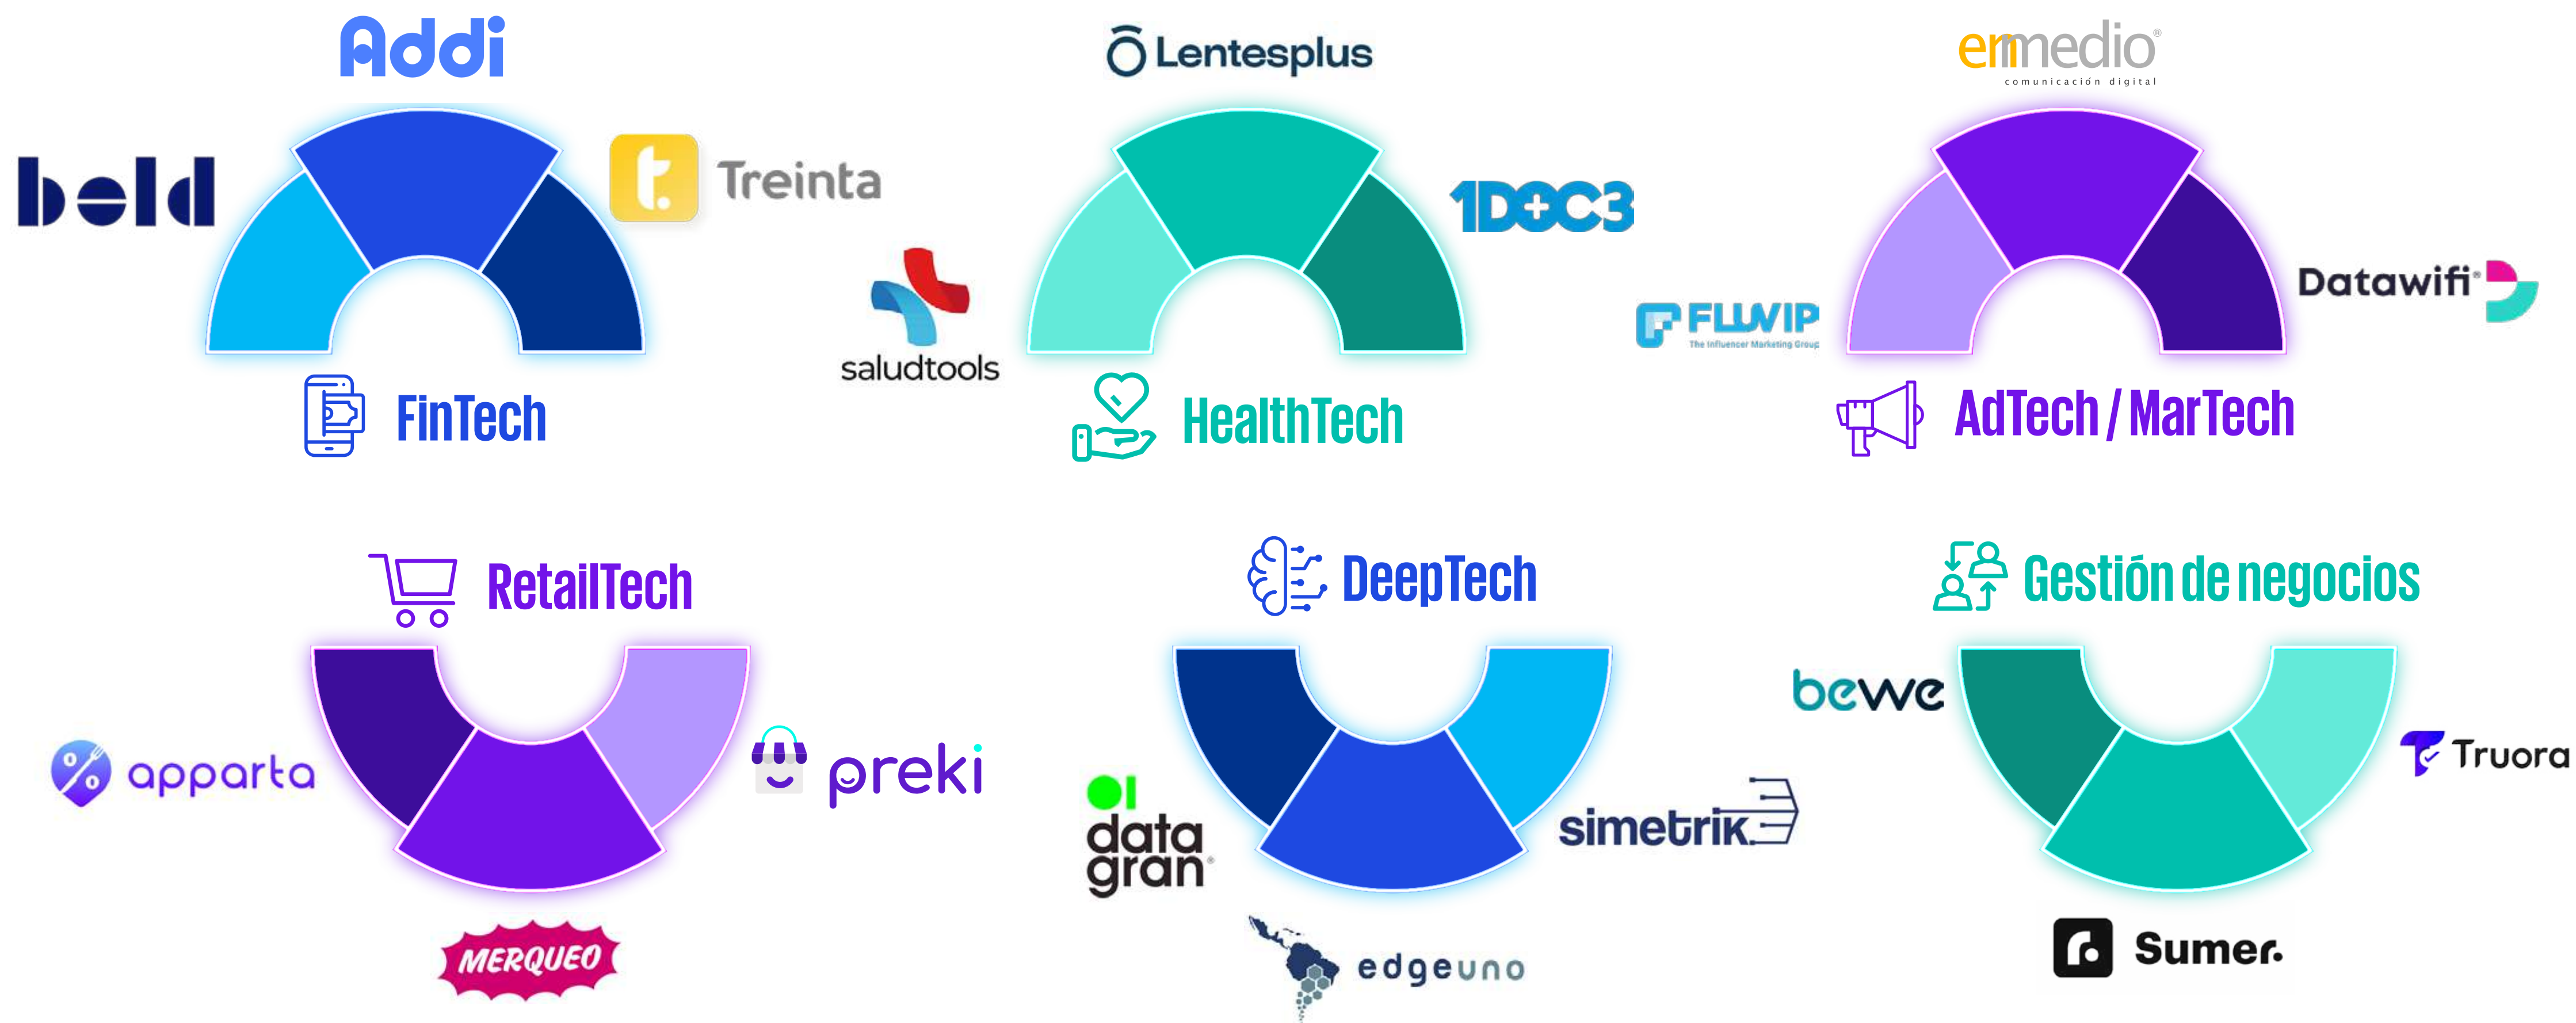 Addi
bold
Treinta
FinTech
Lentesplus
1DOC3
saludtools
HealthTech
enmedio®
comunicación digital
FLUVIP
The Influencer Marketing Group
Datawifi®
AdTech / MarTech
RetailTech
apparta
preki
MERQUEO
DeepTech
data
gran®
simetrik
edgeuno
Gestión de negocios
bewe
Truora
Sumer.